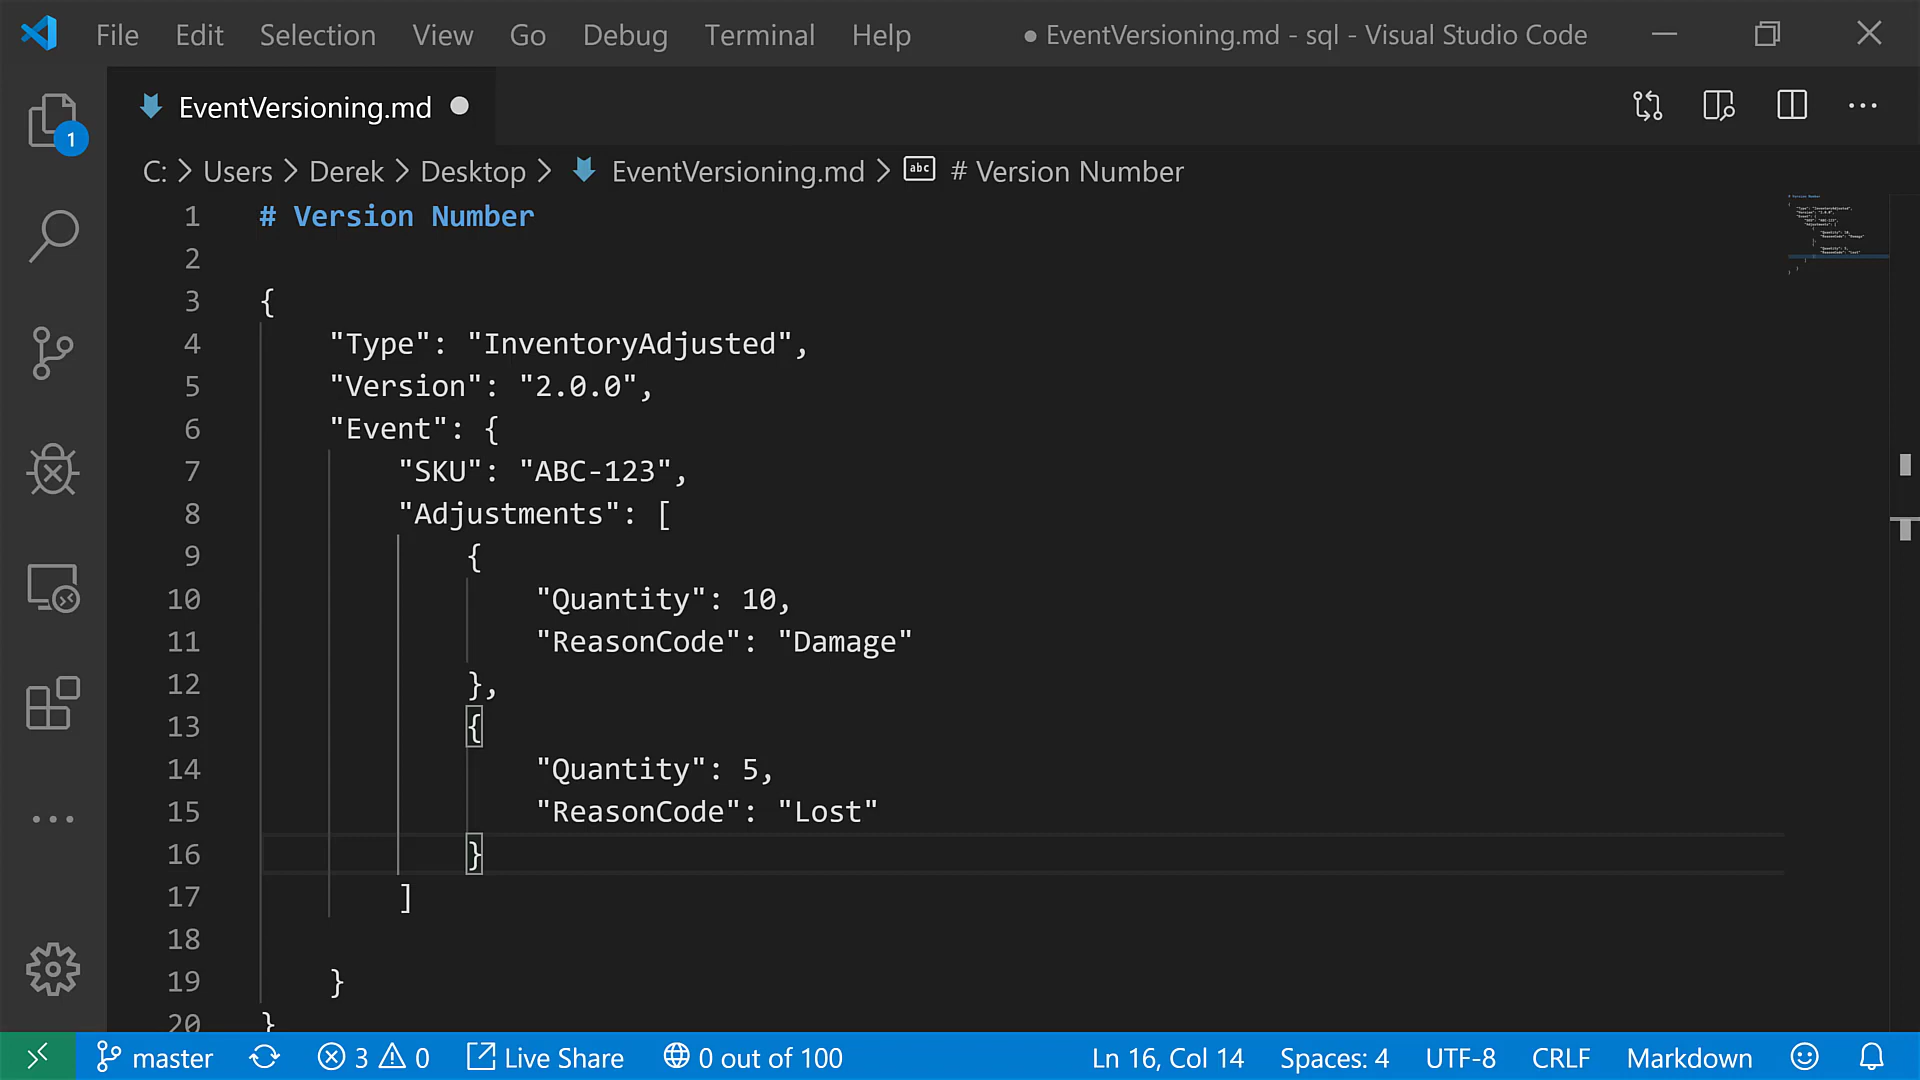 File Edit Selection View Go Debug Terminal Help ● EventVersioning.md - sql - Visual Studio Code
EventVersioning.md
1
C: > Users > Derek > Desktop > EventVersioning.md > abc # Version Number
1 # Version Number
2
3 {
4 "Type": "InventoryAdjusted",
5 "Version": "2.0.0",
6 "Event": {
7 "SKU": "ABC-123",
8 "Adjustments": [
9 {
10 "Quantity": 10,
11 "ReasonCode": "Damage"
12 },
13 {
14 "Quantity": 5,
15 "ReasonCode": "Lost"
16 }
17 ]
18
19 }
20 }
master 3 0 Live Share 0 out of 100 Ln 16, Col 14 Spaces: 4 UTF-8 CRLF Markdown